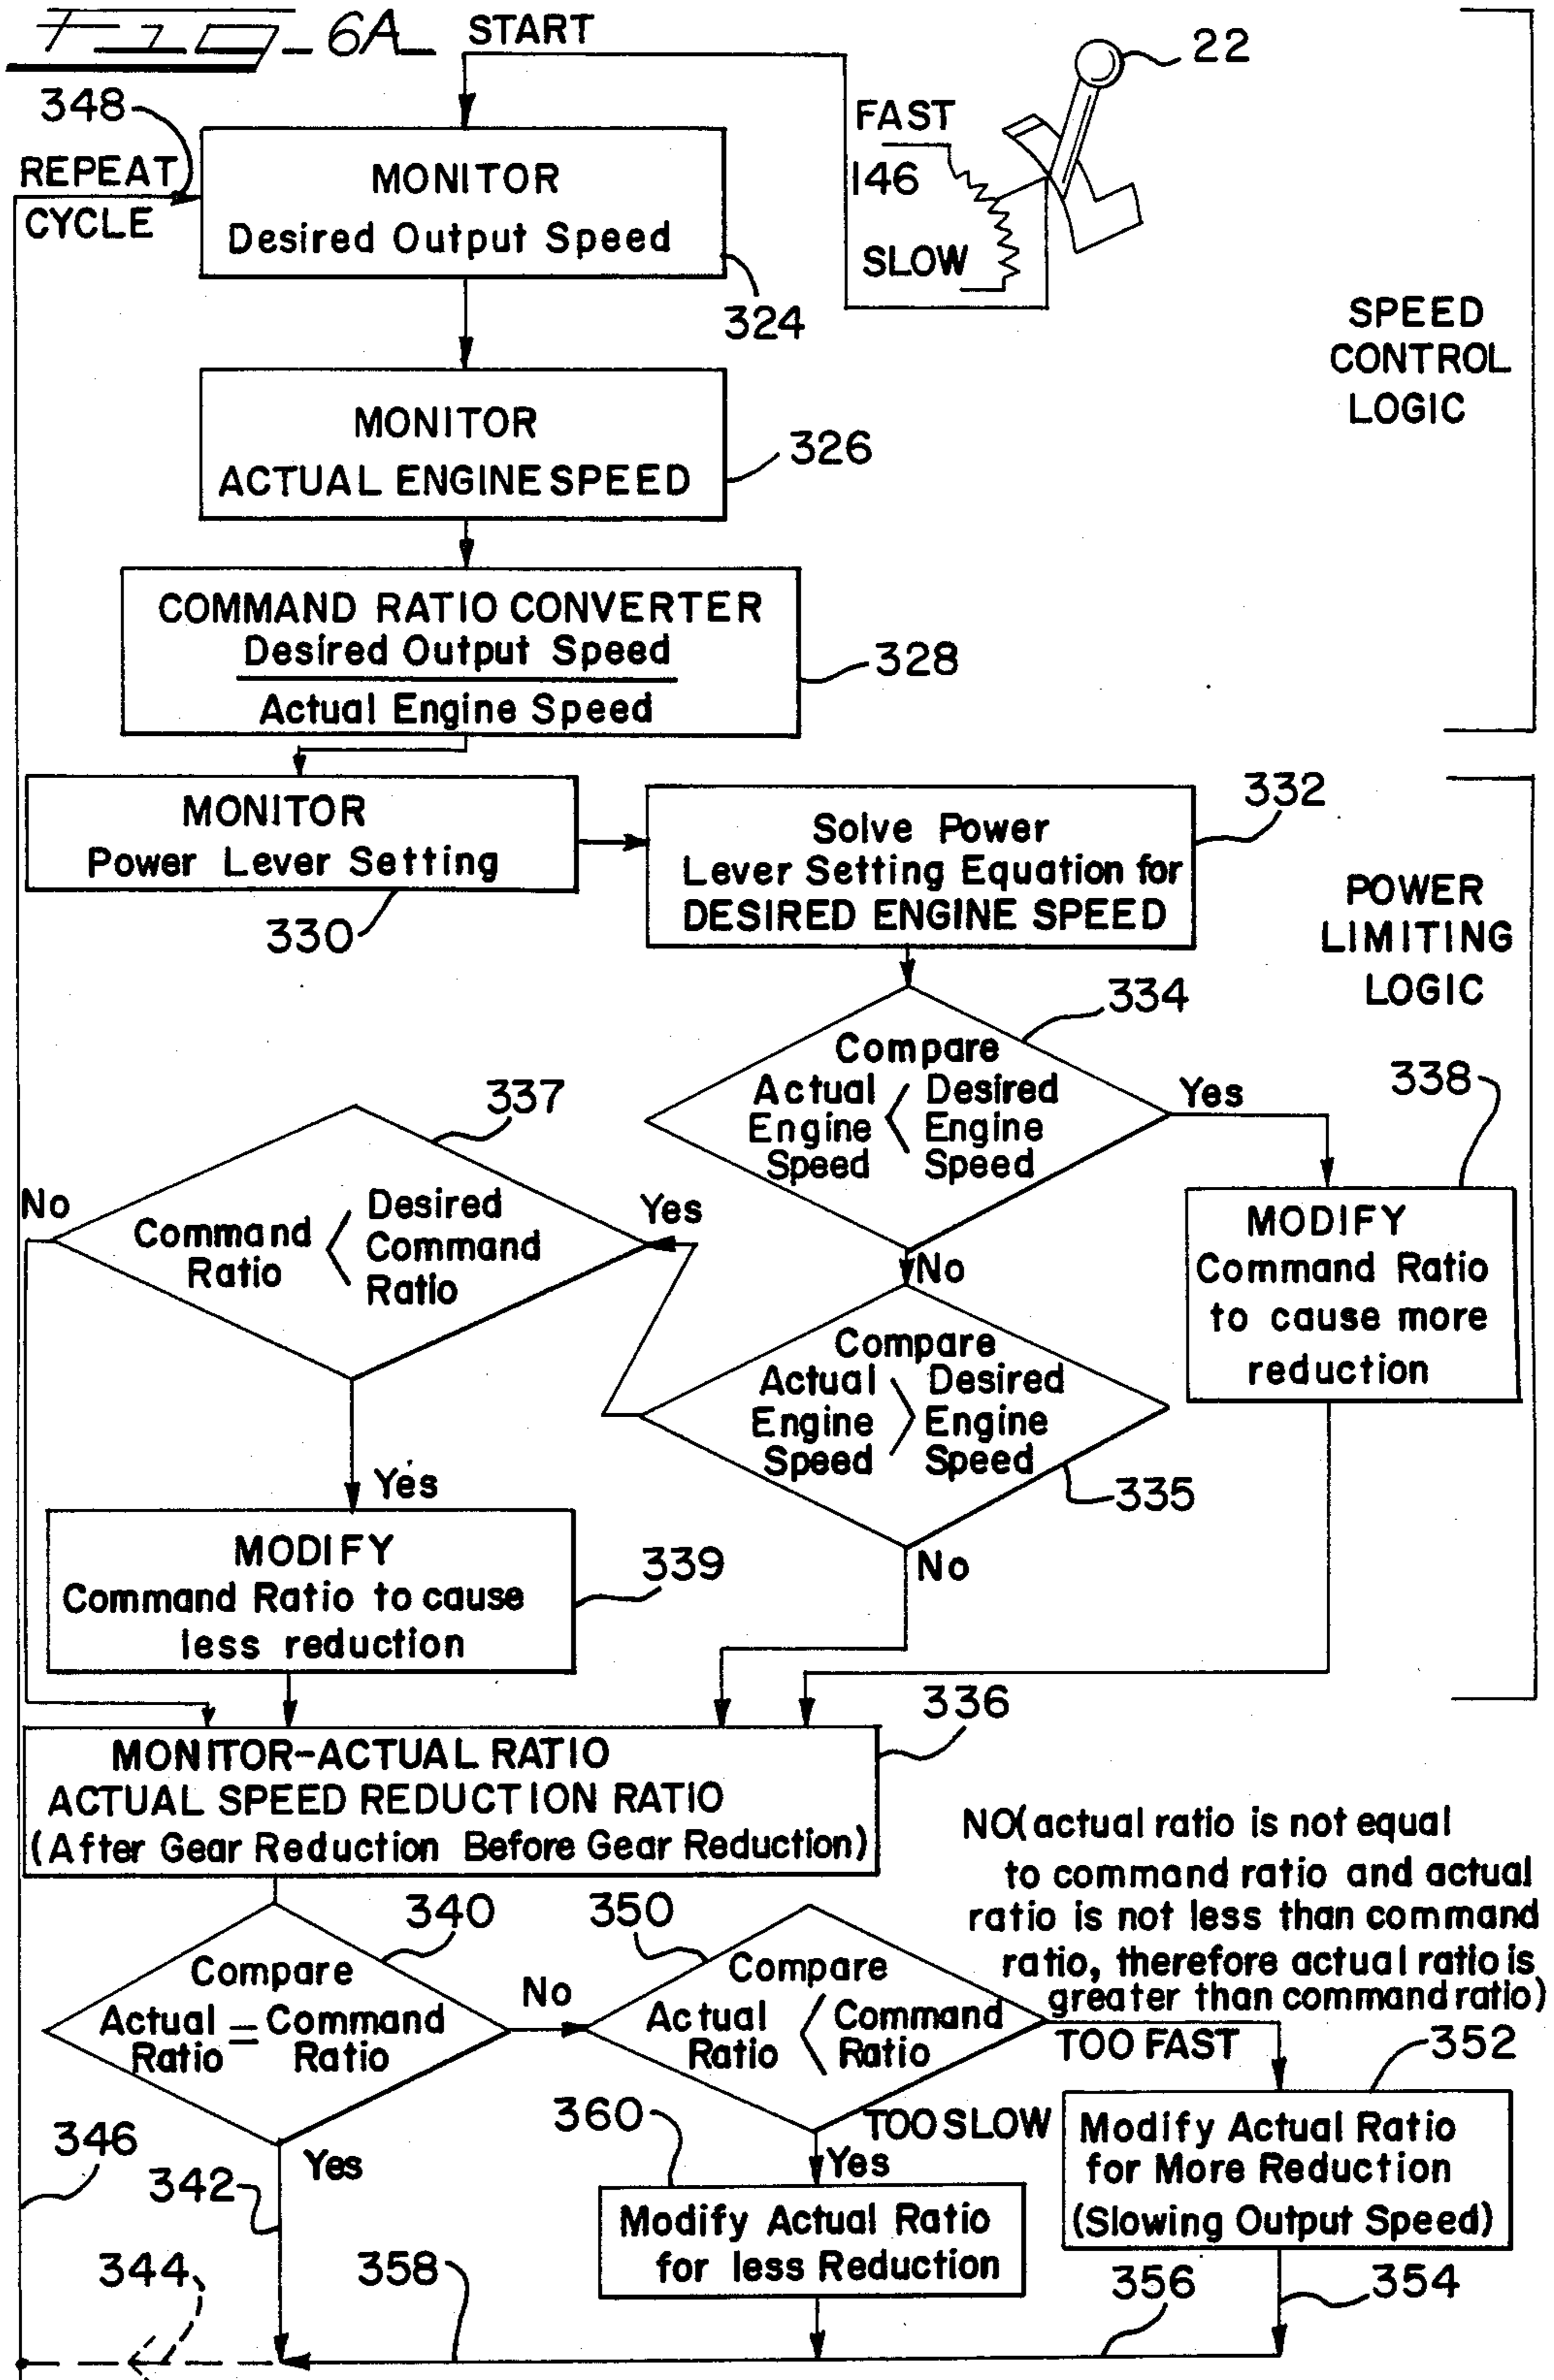 FIG-6A
START
22
348
FAST
REPEAT
CYCLE
MONITOR
Desired Output Speed
146
SLOW
324
SPEED
CONTROL
LOGIC
MONITOR
ACTUAL ENGINE SPEED
326
COMMAND RATIO CONVERTER
Desired Output Speed
Actual Engine Speed
328
MONITOR
Power Lever Setting
330
332
Solve Power
Lever Setting Equation for
DESIRED ENGINE SPEED
POWER
LIMITING
LOGIC
334
Compare
Actual < Desired
Engine Engine
Speed Speed
Yes
338
337
No
Command < Desired
Ratio Command
Ratio
Yes
No
MODIFY
Command Ratio
to cause more
reduction
Compare
Actual > Desired
Engine Engine
Speed Speed
335
Yes
No
MODIFY
Command Ratio to cause
less reduction
339
336
MONITOR-ACTUAL RATIO
ACTUAL SPEED REDUCTION RATIO
(After Gear Reduction Before Gear Reduction)
NO(actual ratio is not equal
to command ratio and actual
ratio is not less than command
ratio, therefore actual ratio is
greater than command ratio)
340
350
Compare
Actual = Command
Ratio Ratio
No
Compare
Actual < Command
Ratio Ratio
TOO FAST
352
346
342
Yes
360
TOO SLOW
Yes
Modify Actual Ratio
for More Reduction
(Slowing Output Speed)
Modify Actual Ratio
for less Reduction
344
358
356
354